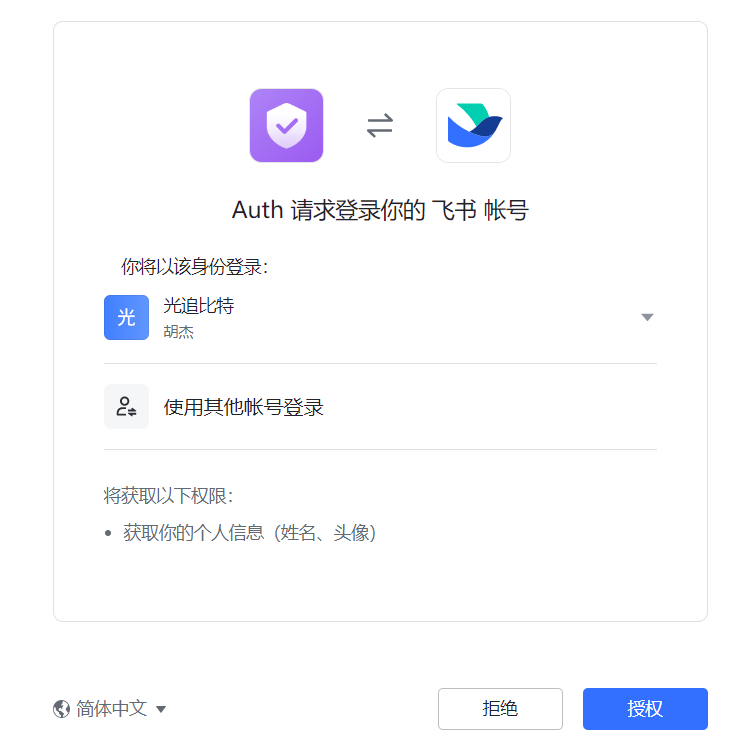 Auth 请求登录你的 飞书 帐号
你将以该身份登录：
光
光追比特
胡杰
使用其他帐号登录
将获取以下权限：
• 获取你的个人信息（姓名、头像）
简体中文
拒绝
授权